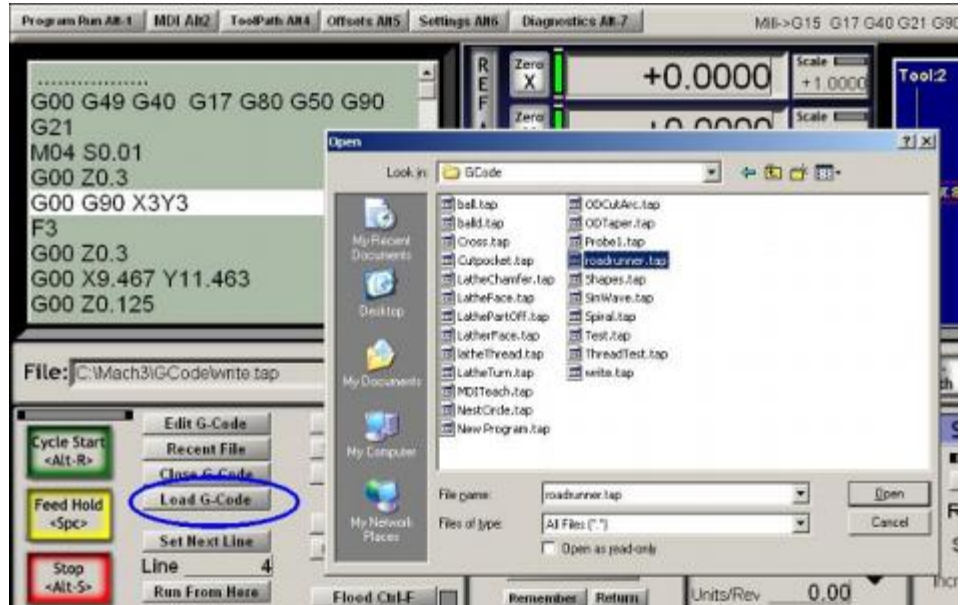 Program Run Alt-1 MDI Alt2 ToolPath Alt4 Offsets Alt5 Settings Alt6 Diagnostics Alt-7 Mill->G15 G17 G40 G21 G90
..................
G00 G49 G40 G17 G80 G50 G90
G21
M04 S0.01
G00 Z0.3
G00 G90 X3Y3
F3
G00 Z0.3
G00 X9.467 Y11.463
G00 Z0.125
REF
Zero X
+0.0000
Scale
+1.0000
Zero
+0.0000
Scale
Tool:2
Open
Look in:
GCode
My Recent Documents
Desktop
My Documents
My Computer
My Network Places
ball.tap
balld.tap
Cross.tap
Cutpocket.tap
LatheChamfer.tap
LatheFace.tap
LathePartOff.tap
LatherFace.tap
latheThread.tap
LatheTurn.tap
MDITeach.tap
NestCircle.tap
New Program.tap
ODCutArc.tap
ODTaper.tap
Probe1.tap
roadrunner.tap
Shapes.tap
SinWave.tap
Spiral.tap
Test.tap
ThreadTest.tap
write.tap
File name:
roadrunner.tap
Open
Files of type:
All Files (*.*)
Cancel
Open as read-only
File: C:\Mach3\GCode\write.tap
Cycle Start
<Alt-R>
Feed Hold
<Spc>
Stop
<Alt-S>
Edit G-Code
Recent File
Close G-Code
Load G-Code
Set Next Line
Line 4
Run From Here
Flood Ctrl-F
Remember Return
Units/Rev 0.00